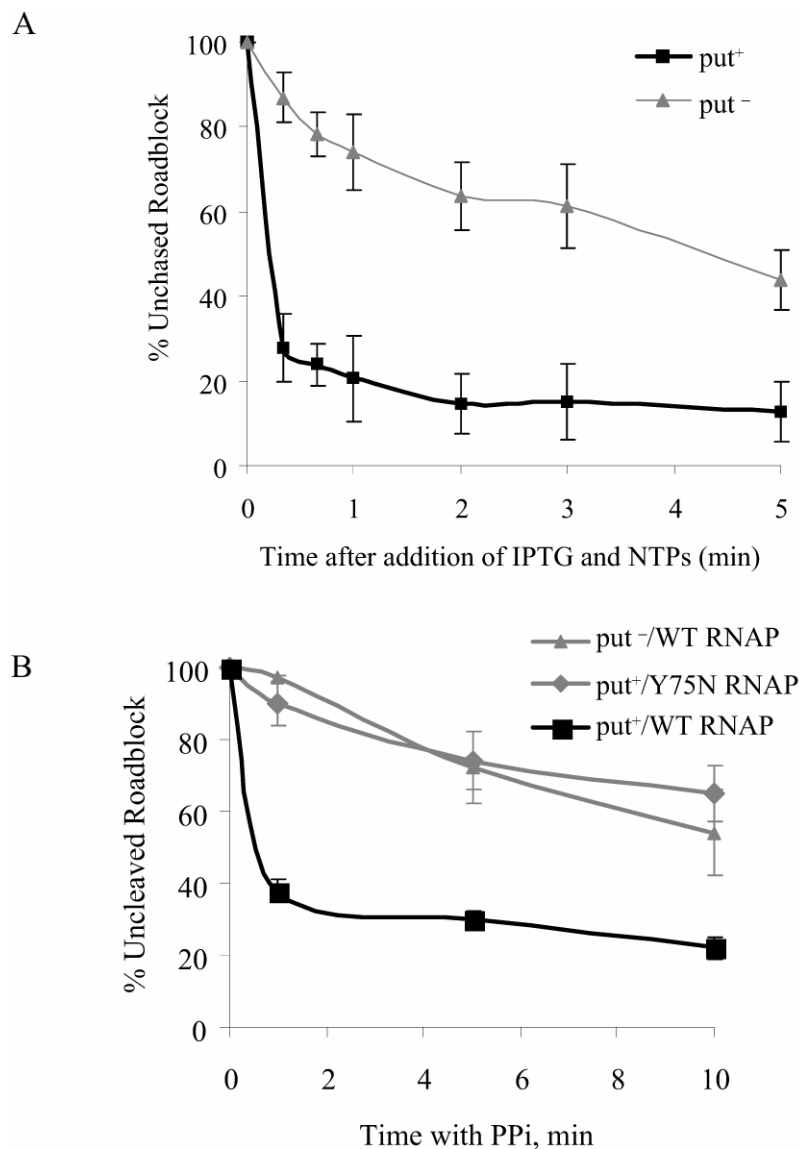 A
100
80
60
40
20
0
% Unchased Roadblock
put⁺
put⁻
0 1 2 3 4 5
Time after addition of IPTG and NTPs (min)
B
100
80
60
40
20
0
% Uncleaved Roadblock
put⁻/WT RNAP
put⁺/Y75N RNAP
put⁺/WT RNAP
0 2 4 6 8 10
Time with PPi, min